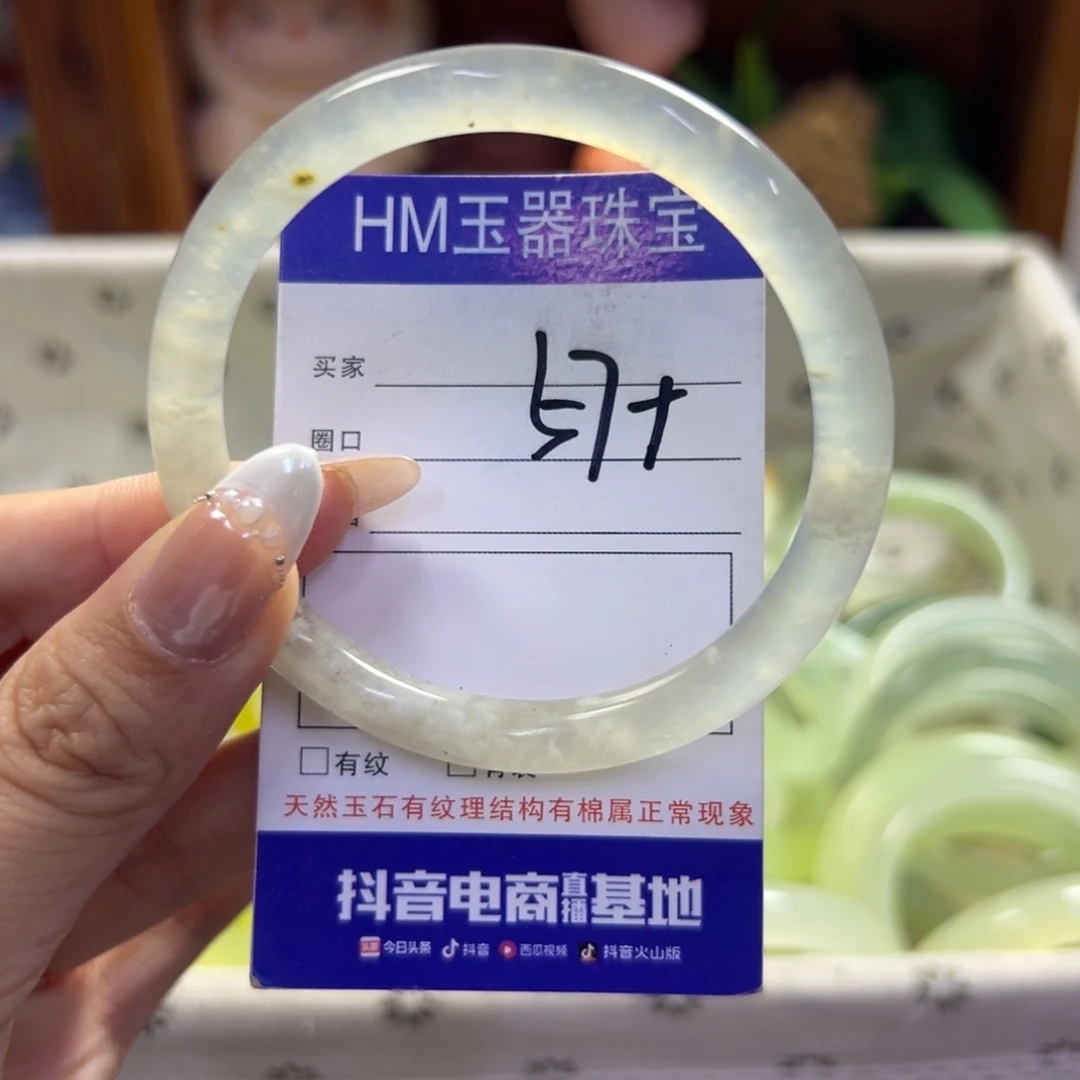 HM玉器珠宝
买家
圈口
57+
有纹
天然玉石有纹理结构有棉属正常现象
抖音电商直播基地
头条 今日头条 抖音 西瓜视频 抖音火山版